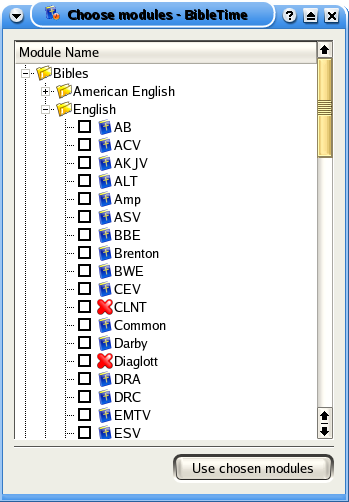 Choose modules - BibleTime
Module Name
Bibles
American English
English
AB
ACV
AKJV
ALT
Amp
ASV
BBE
Brenton
BWE
CEV
CLNT
Common
Darby
Diaglott
DRA
DRC
EMTV
ESV
Use chosen modules